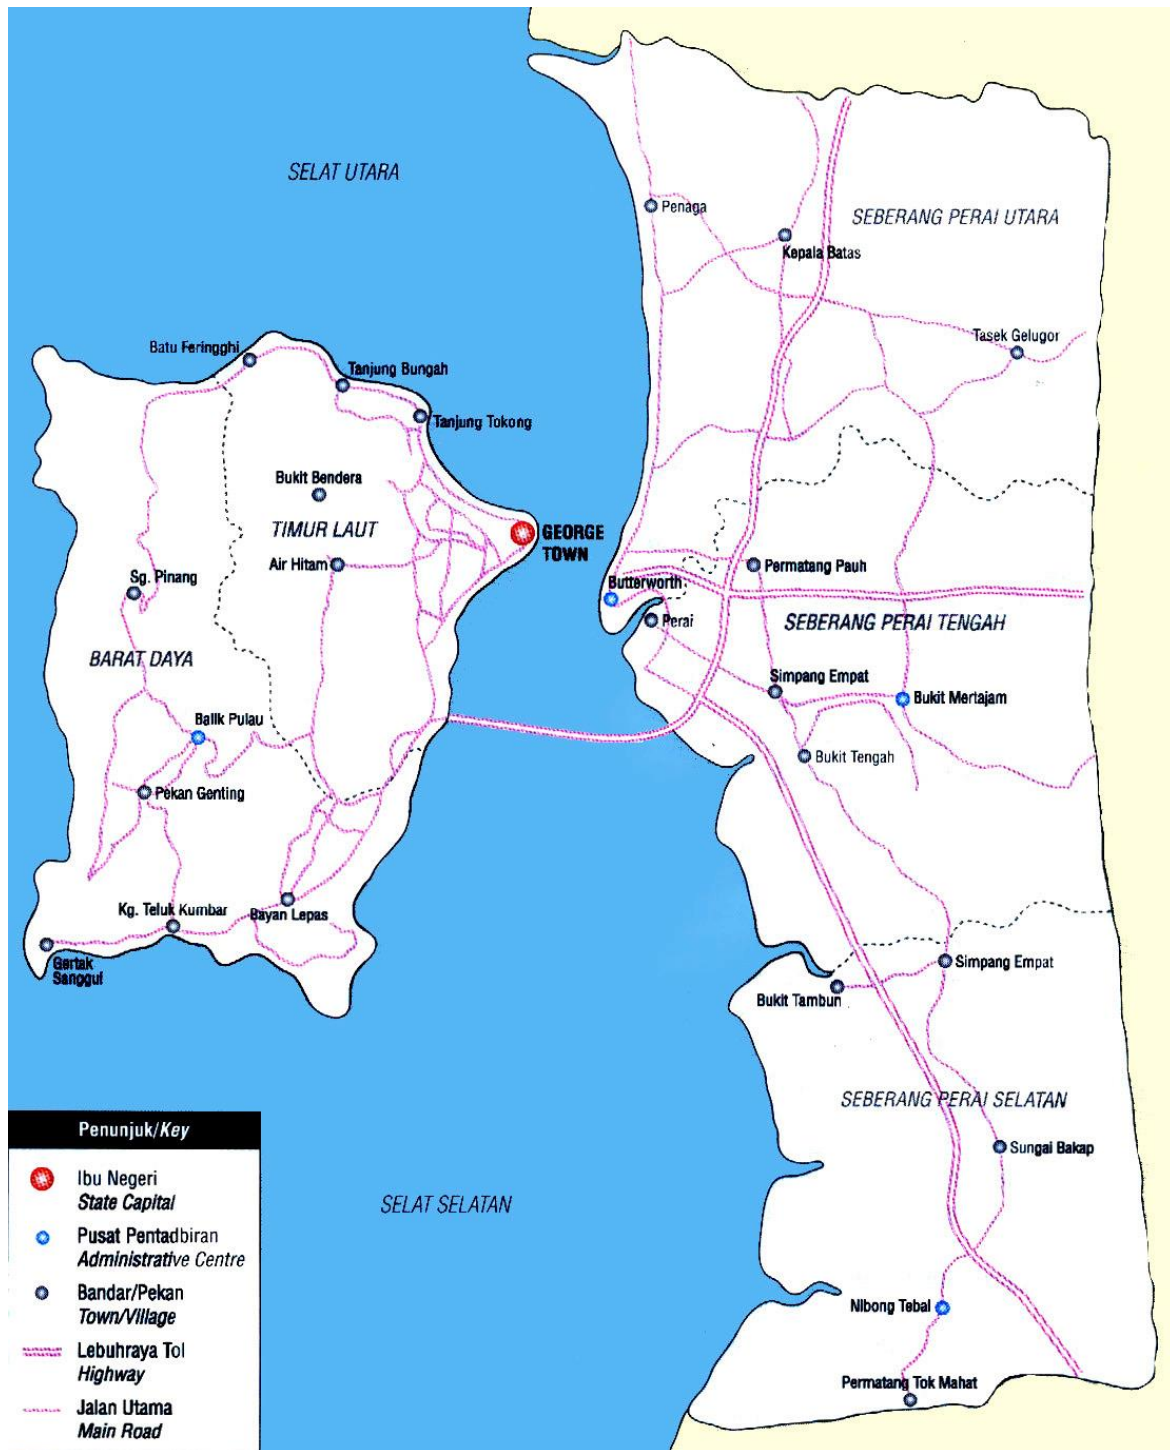 SELAT UTARA
Penaga
SEBERANG PERAI UTARA
Kepala Batas
Tasek Gelugor
Batu Feringghi
Tanjung Bungah
Tanjung Tokong
Bukit Bendera
TIMUR LAUT
GEORGE
TOWN
Air Hitam
Sg. Pinang
Permatang Pauh
Butterworth
Perai
SEBERANG PERAI TENGAH
BARAT DAYA
Simpang Empat
Bukit Mertajam
Balik Pulau
Bukit Tengah
Pekan Genting
Kg. Teluk Kumbar
Bayan Lepas
Gertak
Sanggul
Simpang Empat
Bukit Tambun
SEBERANG PERAI SELATAN
Sungai Bakap
SELAT SELATAN
Nibong Tebal
Permatang Tok Mahat
Penunjuk/Key
Ibu Negeri
State Capital
Pusat Pentadbiran
Administrative Centre
Bandar/Pekan
Town/Village
Lebuhraya Tol
Highway
Jalan Utama
Main Road